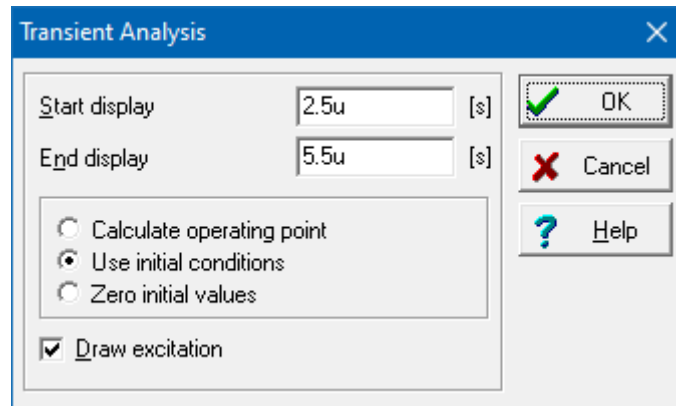 Transient Analysis
Start display 2.5u [s]
End display 5.5u [s]
Calculate operating point
Use initial conditions
Zero initial values
Draw excitation
OK
Cancel
? Help